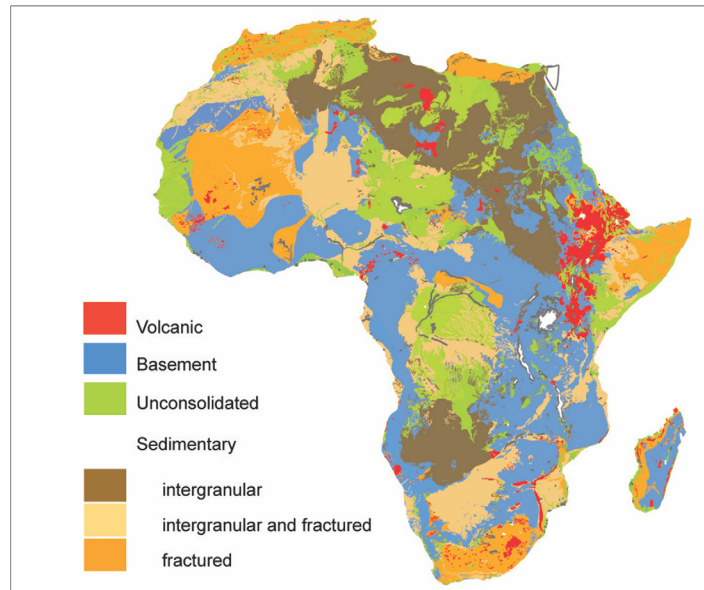 Volcanic
Basement
Unconsolidated
Sedimentary
intergranular
intergranular and fractured
fractured